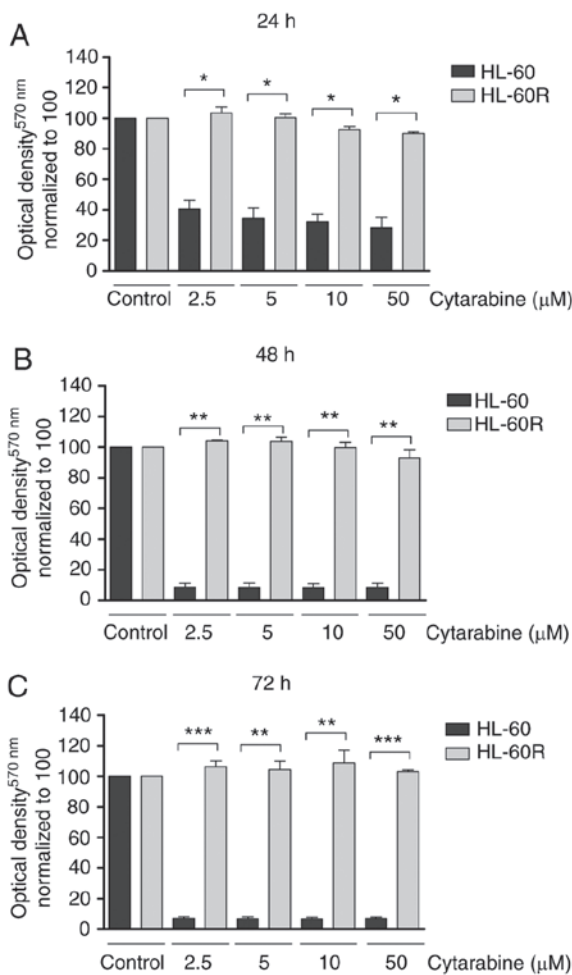 A
24 h
Optical density570 nm
normalized to 100
140
120
100
80
60
40
20
0
* * * *
HL-60
HL-60R
Control 2.5 5 10 50 Cytarabine (μM)
B
48 h
Optical density570 nm
normalized to 100
140
120
100
80
60
40
20
0
** ** ** **
HL-60
HL-60R
Control 2.5 5 10 50 Cytarabine (μM)
C
72 h
Optical density570 nm
normalized to 100
140
120
100
80
60
40
20
0
*** ** ** ***
HL-60
HL-60R
Control 2.5 5 10 50 Cytarabine (μM)